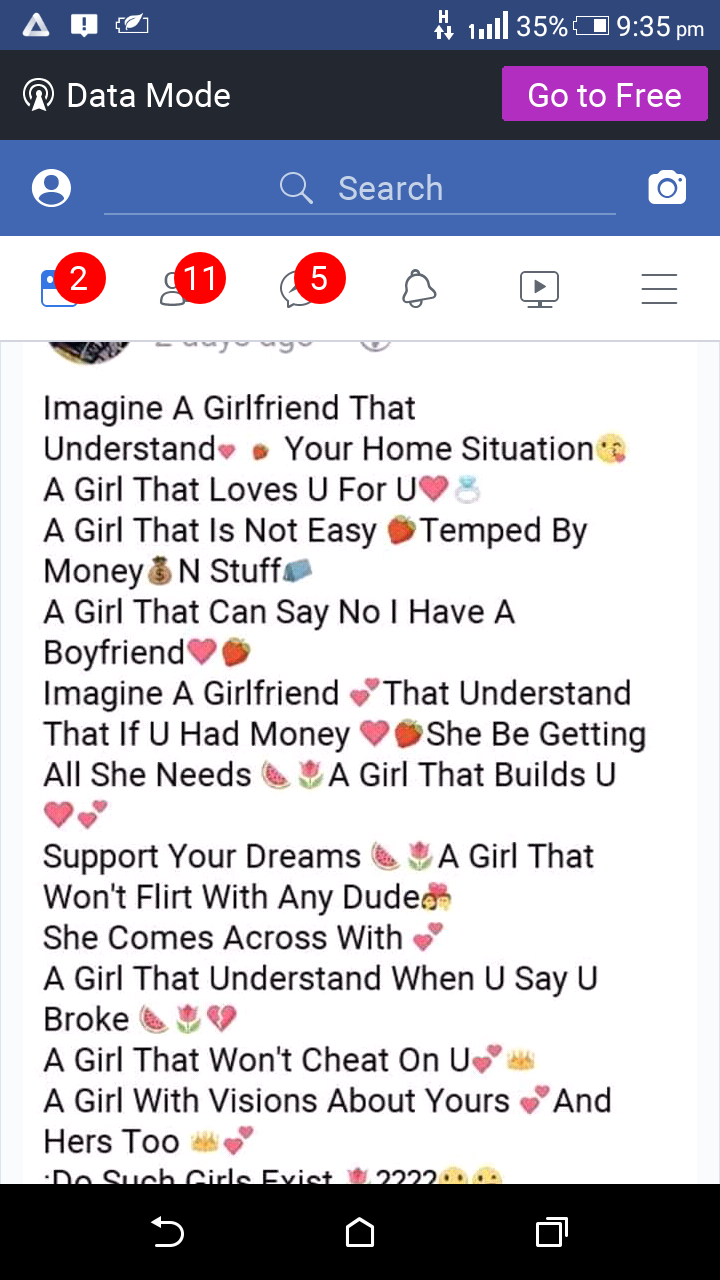 H
35%
9:35 pm
Data Mode
Go to Free
Search
2
11
5
2 days ago
Imagine A Girlfriend That
Understand💕 🍓 Your Home Situation😘
A Girl That Loves U For U❤💍
A Girl That Is Not Easy 🍓Temped By
Money💰N Stuff
A Girl That Can Say No I Have A
Boyfriend❤🍓
Imagine A Girlfriend 💕That Understand
That If U Had Money ❤🍓She Be Getting
All She Needs 🍉🌷A Girl That Builds U
❤💕
Support Your Dreams 🍉🌷A Girl That
Won't Flirt With Any Dude💑
She Comes Across With 💕
A Girl That Understand When U Say U
Broke 🍉🌷💔
A Girl That Won't Cheat On U💕👑
A Girl With Visions About Yours 💕And
Hers Too 👑💕
:Do Such Girls Exist 🌷????